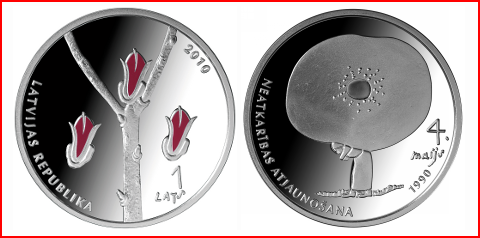 LATVIJAS REPUBLIKA
2010
1
LATS
NEATKARĪBAS ATJAUNOŠANA
4.
maijs
1990